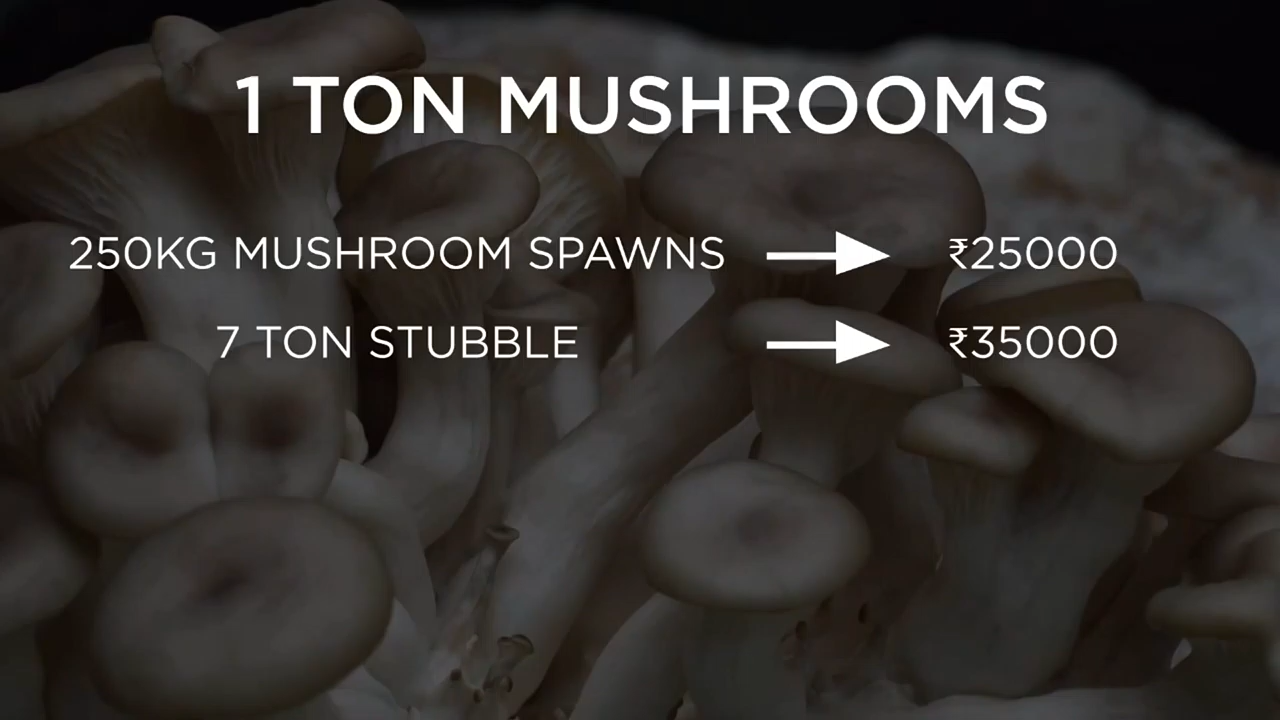 1 TON MUSHROOMS
250KG MUSHROOM SPAWNS → ₹25000
7 TON STUBBLE → ₹35000